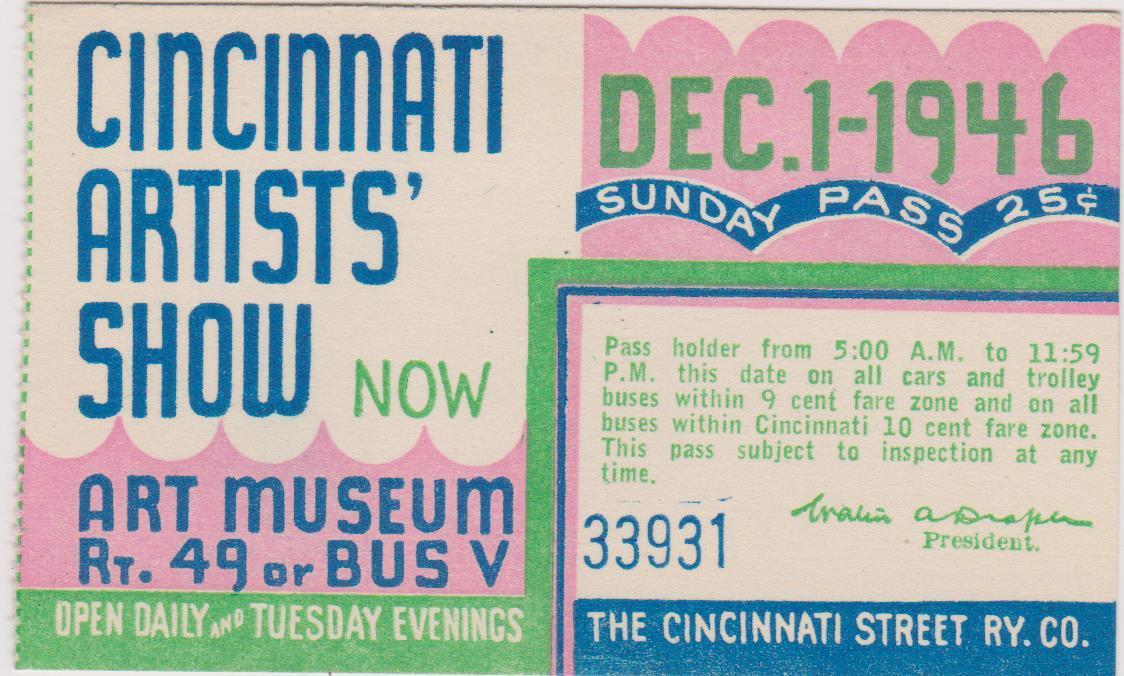 CINCINNATI
ARTISTS'
SHOW NOW
ART MUSEUM
RT. 49 or BUS V
OPEN DAILY AND TUESDAY EVENINGS
DEC. 1-1946
SUNDAY PASS 25¢
Pass holder from 5:00 A.M. to 11:59
P.M. this date on all cars and trolley
buses within 9 cent fare zone and on all
buses within Cincinnati 10 cent fare zone.
This pass subject to inspection at any
time.
33931
President.
THE CINCINNATI STREET RY. CO.